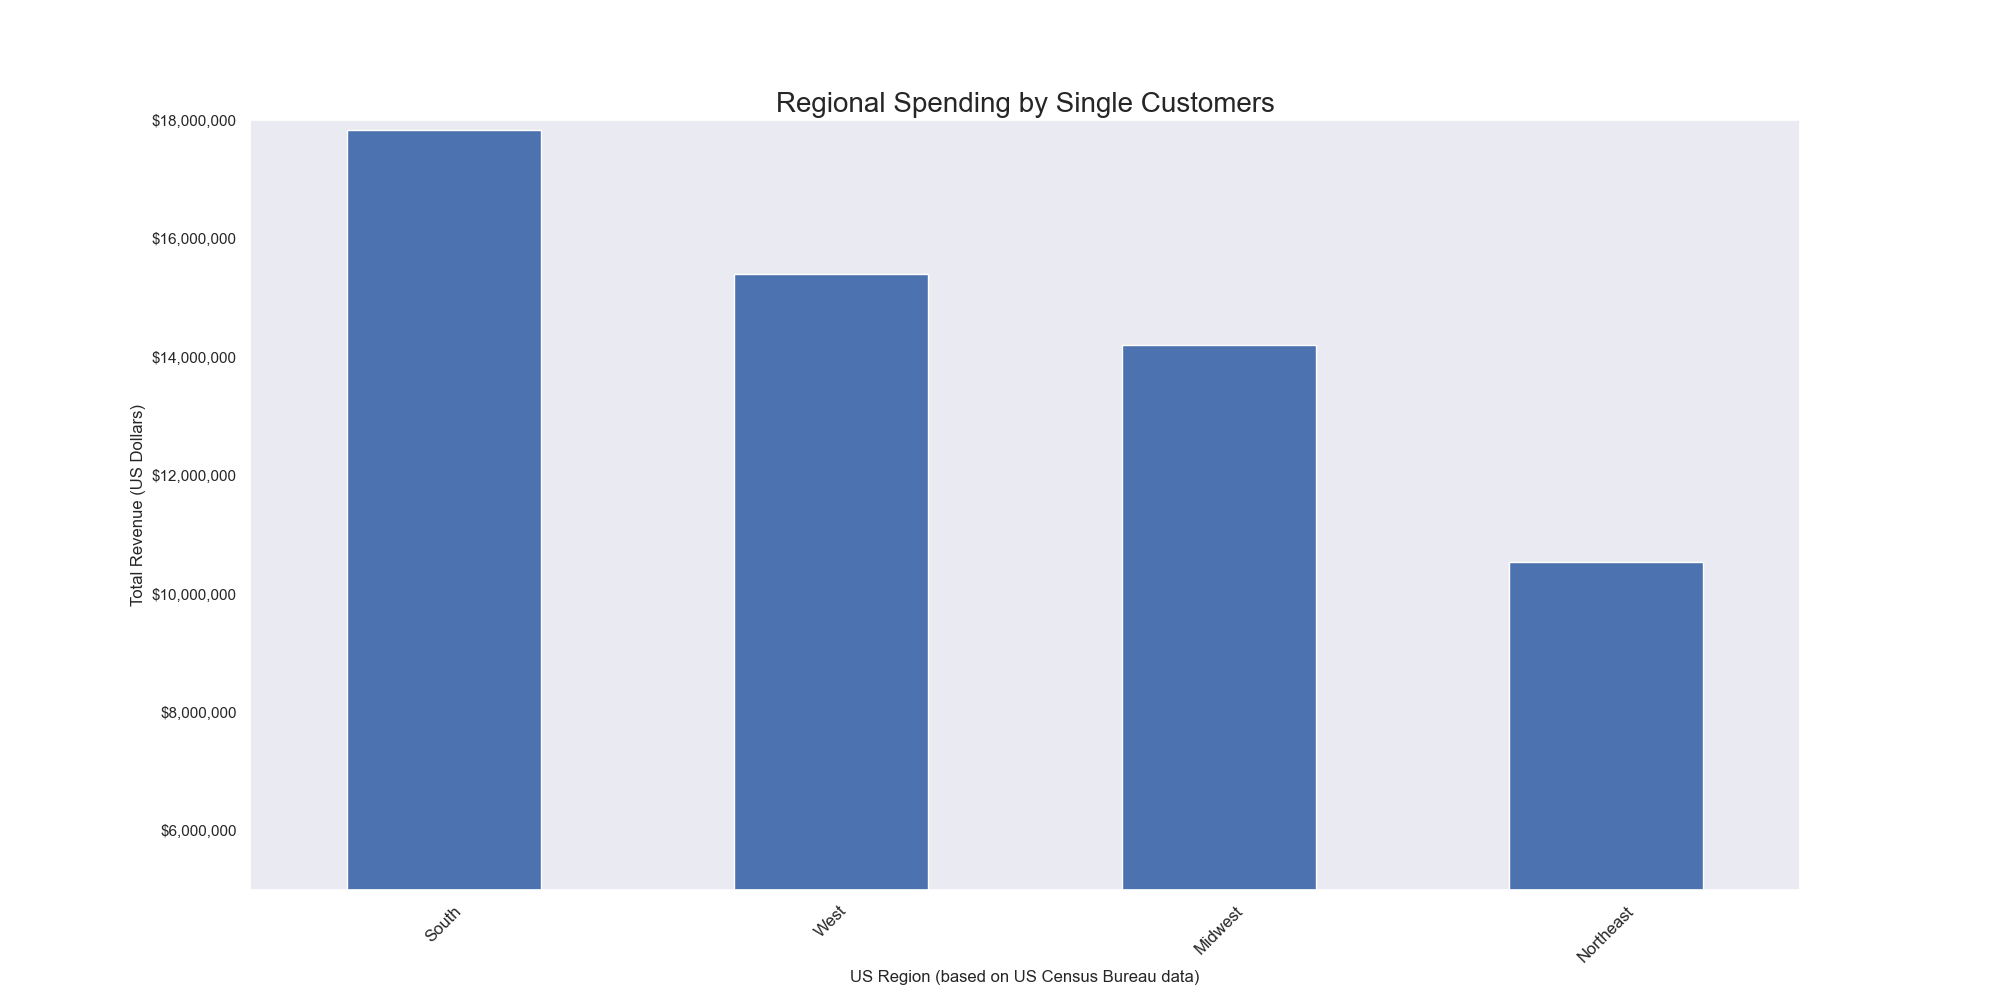 Regional Spending by Single Customers
$18,000,000
$16,000,000
$14,000,000
$12,000,000
$10,000,000
$8,000,000
$6,000,000
Total Revenue (US Dollars)
South
West
Midwest
Northeast
US Region (based on US Census Bureau data)